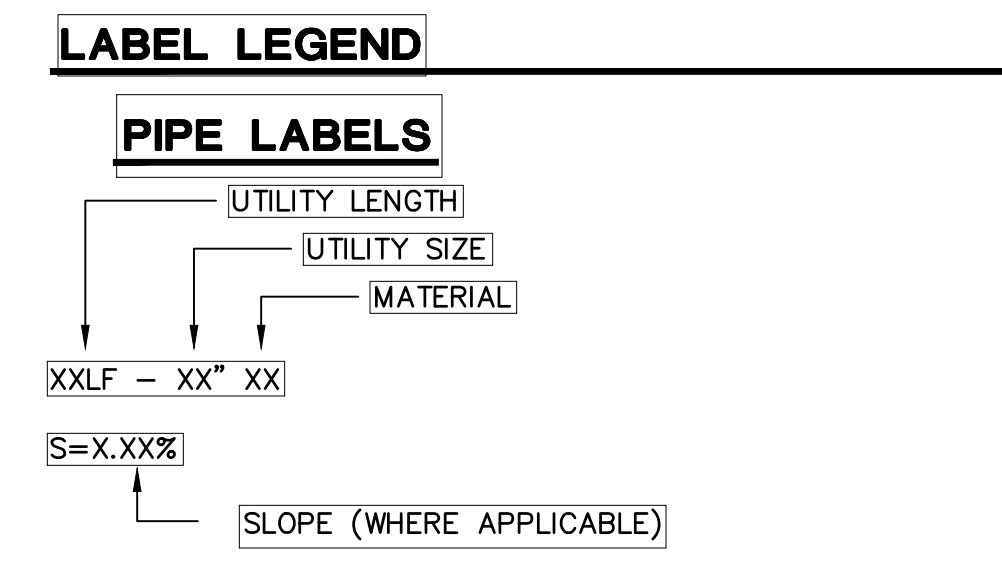 LABEL LEGEND
PIPE LABELS
UTILITY LENGTH
UTILITY SIZE
MATERIAL
XXLF – XX” XX
S=X.XX%
SLOPE (WHERE APPLICABLE)